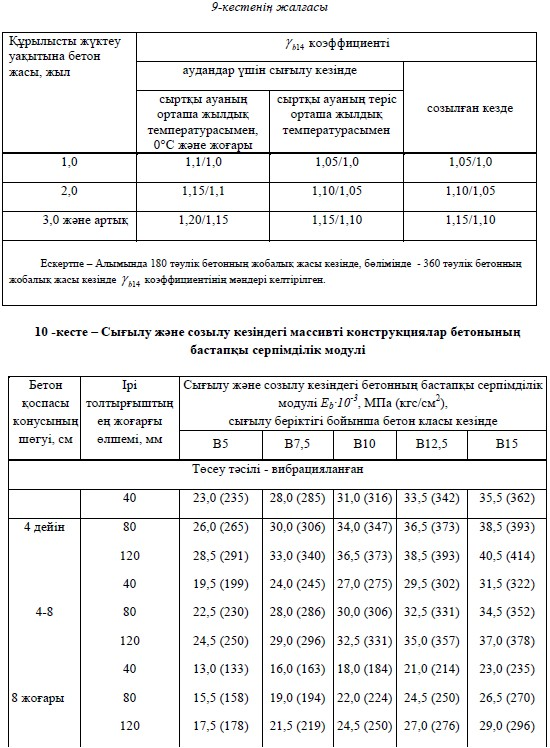 9-кестенің жалғасы
Құрылысты жүктеу уақытына бетон жасы, жыл
γb14 коэффициенті
аудандар үшін сығылу кезінде
созылған кезде
сыртқы ауаның орташа жылдық температурасымен, 0°С және жоғары
сыртқы ауаның теріс орташа жылдық температурасымен
1,0 1,1/1,0 1,05/1,0 1,05/1,0
2,0 1,15/1,1 1,10/1,05 1,10/1,05
3,0 және артық 1,20/1,15 1,15/1,10 1,15/1,10
Ескертпе – Алымында 180 тәулік бетонның жобалық жасы кезінде, бөлімінде - 360 тәулік бетонның
жобалық жасы кезінде γb14 коэффициентінің мәндері келтірілген.
10 -кесте – Сығылу және созылу кезіндегі массивті конструкциялар бетонының
бастапқы серпімділік модулі
Бетон қоспасы конусының шөгуі, см
Ірі толтырғыштың ең жоғарғы өлшемі, мм
Сығылу және созылу кезіндегі бетонның бастапқы серпімділік
модулі Eb·10-3, МПа (кгс/см2),
сығылу беріктігі бойынша бетон класы кезінде
В5 В7,5 В10 В12,5 В15
Төсеу тәсілі - вибрацияланған
40 23,0 (235) 28,0 (285) 31,0 (316) 33,5 (342) 35,5 (362)
4 дейін 80 26,0 (265) 30,0 (306) 34,0 (347) 36,5 (373) 38,5 (393)
120 28,5 (291) 33,0 (340) 36,5 (373) 38,5 (393) 40,5 (414)
40 19,5 (199) 24,0 (245) 27,0 (275) 29,5 (302) 31,5 (322)
4-8 80 22,5 (230) 28,0 (286) 30,0 (306) 32,5 (331) 34,5 (352)
120 24,5 (250) 29,0 (296) 32,5 (331) 35,0 (357) 37,0 (378)
40 13,0 (133) 16,0 (163) 18,0 (184) 21,0 (214) 23,0 (235)
8 жоғары 80 15,5 (158) 19,0 (194) 22,0 (224) 24,5 (250) 26,5 (270)
120 17,5 (178) 21,5 (219) 24,5 (250) 27,0 (276) 29,0 (296)